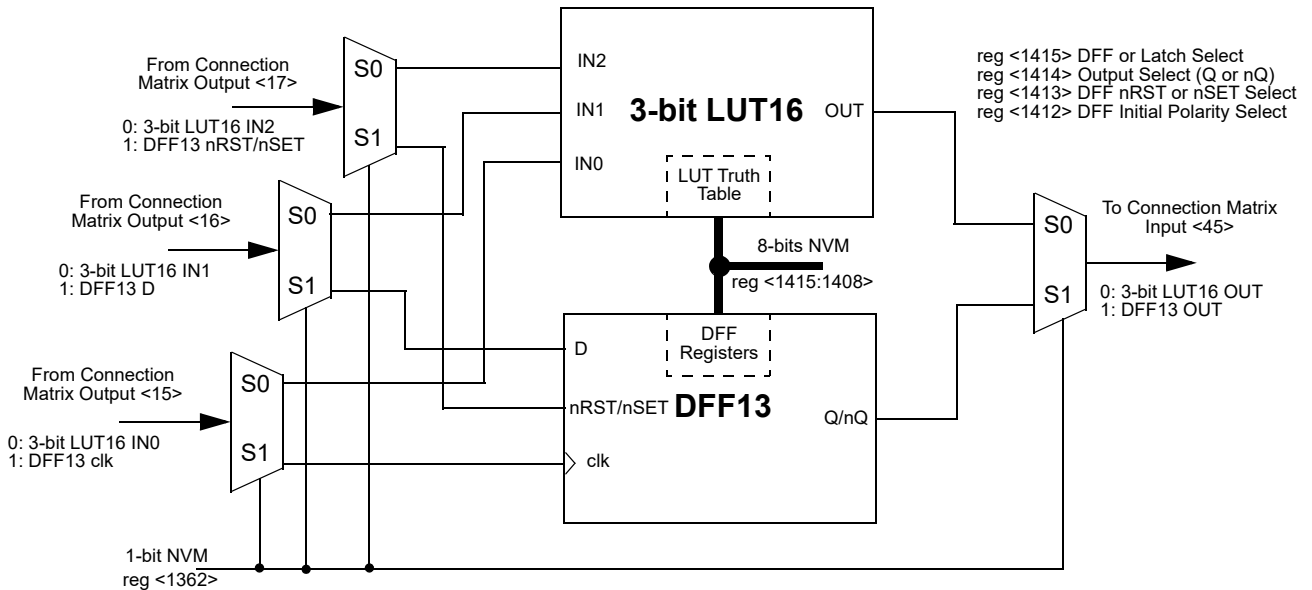 From Connection
Matrix Output <17>
0: 3-bit LUT16 IN2
1: DFF13 nRST/nSET
S0
S1
From Connection
Matrix Output <16>
0: 3-bit LUT16 IN1
1: DFF13 D
S0
S1
From Connection
Matrix Output <15>
0: 3-bit LUT16 IN0
1: DFF13 clk
S0
S1
1-bit NVM
reg <1362>
IN2
IN1
IN0
3-bit LUT16
OUT
LUT Truth
Table
8-bits NVM
reg <1415:1408>
DFF
Registers
D
nRST/nSET
DFF13
clk
Q/nQ
reg <1415> DFF or Latch Select
reg <1414> Output Select (Q or nQ)
reg <1413> DFF nRST or nSET Select
reg <1412> DFF Initial Polarity Select
S0
S1
To Connection Matrix
Input <45>
0: 3-bit LUT16 OUT
1: DFF13 OUT